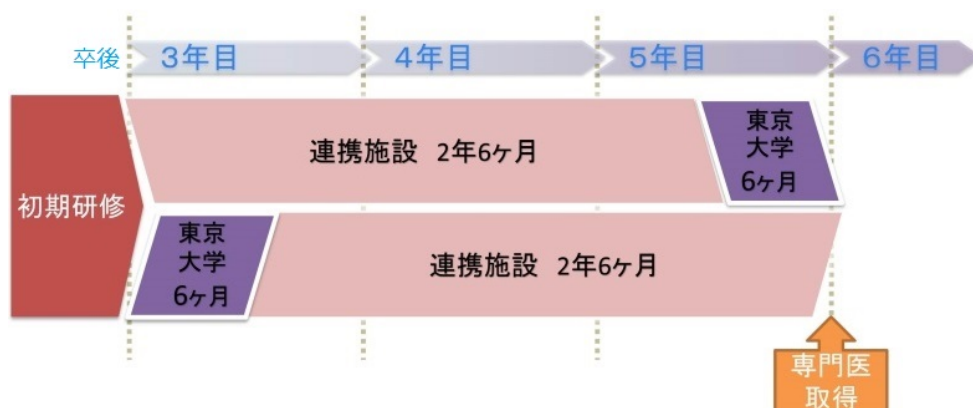 卒後
3年目
4年目
5年目
6年目
初期研修
連携施設 2年6ヶ月
東京
大学
6ヶ月
東京
大学
6ヶ月
連携施設 2年6ヶ月
専門医
取得